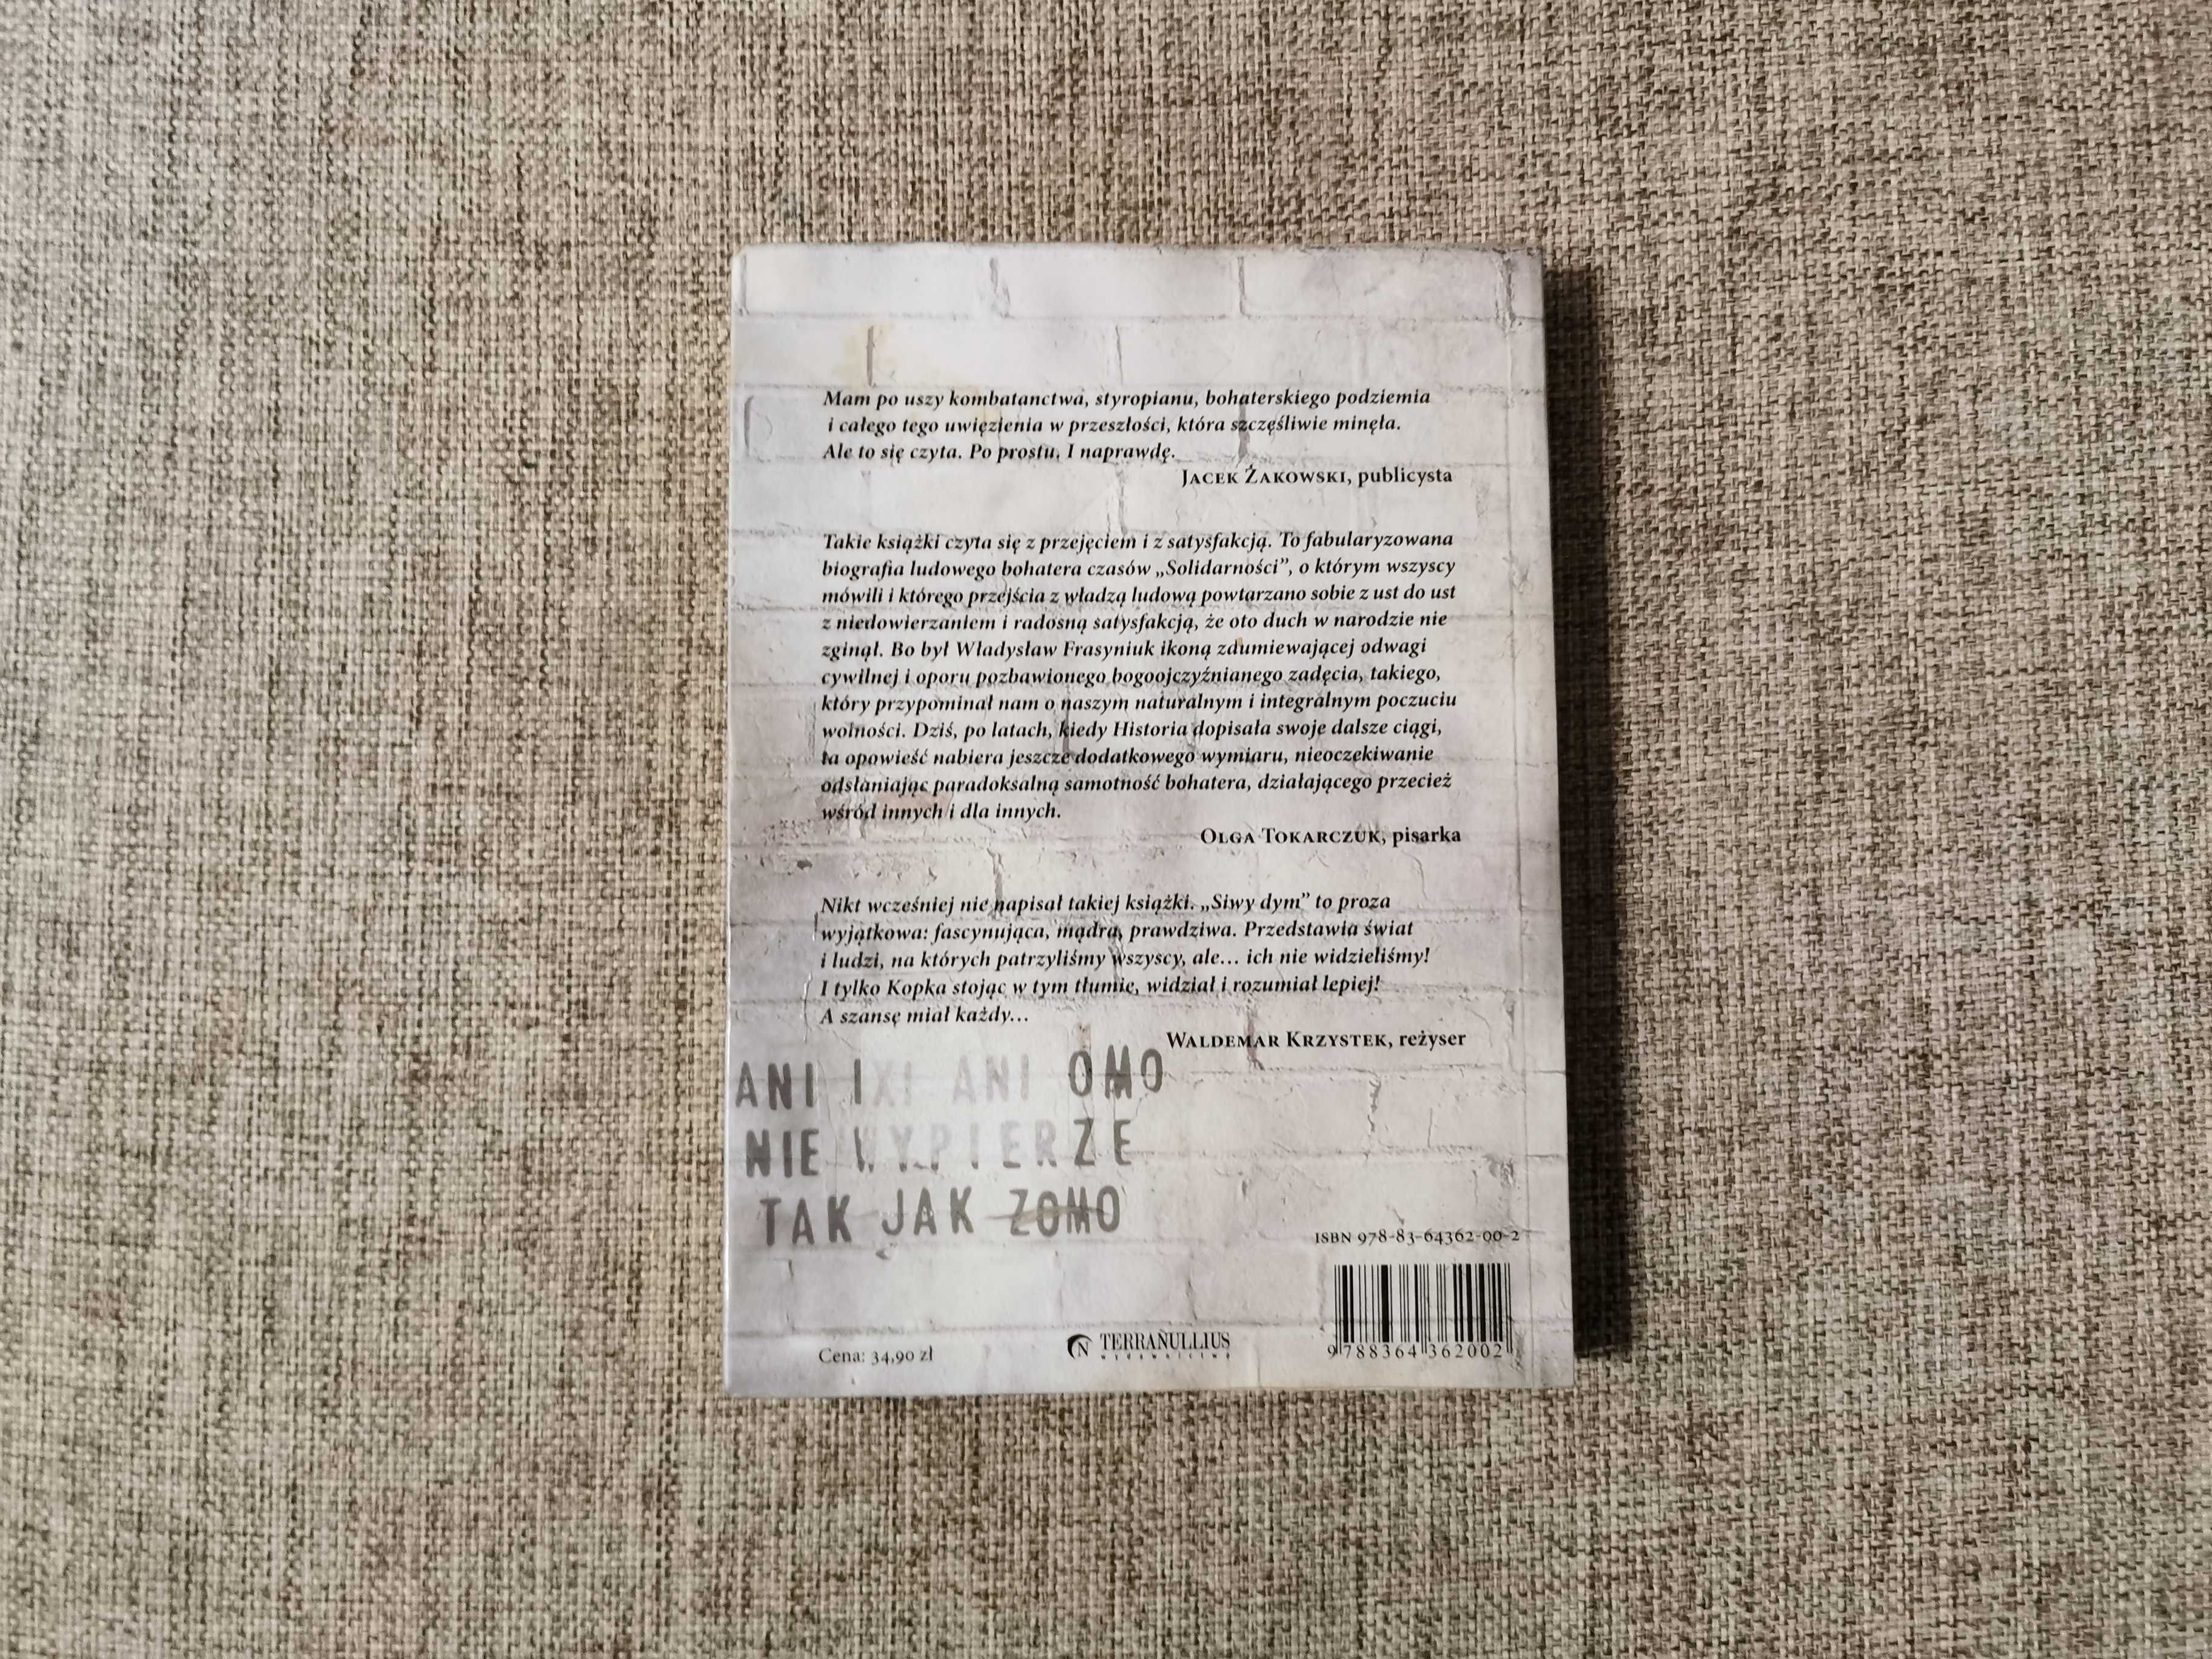 Mam po uszy kombatanctwa, styropianu, bohaterskiego podziemia
i całego tego uwięzienia w przeszłości, która szczęśliwie minęła.
Ale to się czyta. Po prostu. I naprawdę.
JACEK ŻAKOWSKI, publicysta
Takie książki czyta się z przejęciem i z satysfakcją. To fabularyzowana
biografia ludowego bohatera czasów „Solidarności”, o którym wszyscy
mówili i którego przejścia z władzą ludową powtarzano sobie z ust do ust
z niedowierzaniem i radosną satysfakcją, że oto duch w narodzie nie
zginął. Bo był Władysław Frasyniuk ikoną zdumiewającej odwagi
cywilnej i oporu pozbawionego bogoojczyźnianego zadęcia, takiego,
który przypominał nam o naszym naturalnym i integralnym poczuciu
wolności. Dziś, po latach, kiedy Historia dopisała swoje dalsze ciągi,
ta opowieść nabiera jeszcze dodatkowego wymiaru, nieoczekiwanie
odsłaniając paradoksalną samotność bohatera, działającego przecież
wśród innych i dla innych.
OLGA TOKARCZUK, pisarka
Nikt wcześniej nie napisał takiej książki. „Siwy dym” to proza
wyjątkowa: fascynująca, mądra, prawdziwa. Przedstawia świat
i ludzi, na których patrzyliśmy wszyscy, ale… ich nie widzieliśmy!
I tylko Kopka stojąc w tym tłumie, widział i rozumiał lepiej!
A szansę miał każdy…
WALDEMAR KRZYSTEK, reżyser
ANI IXI ANI OMO
NIE WYPIERZE
TAK JAK ZOMO
ISBN 978-83-64362-00-2
9788364362002
Cena: 34,90 zł
N TERRANULLIUS
wydawnictwo